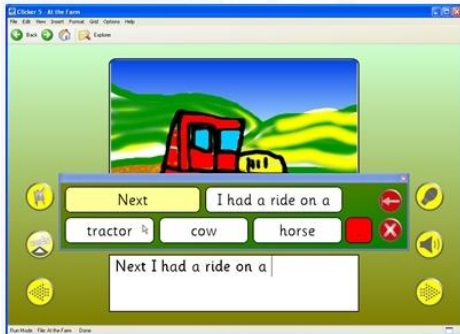 Clicker 5 - At the Farm
File Edit View Insert Format Grid Options Help
Back Explore
Next I had a ride on a
tractor cow horse .
Next I had a ride on a
Run Mode File: At the Farm Done